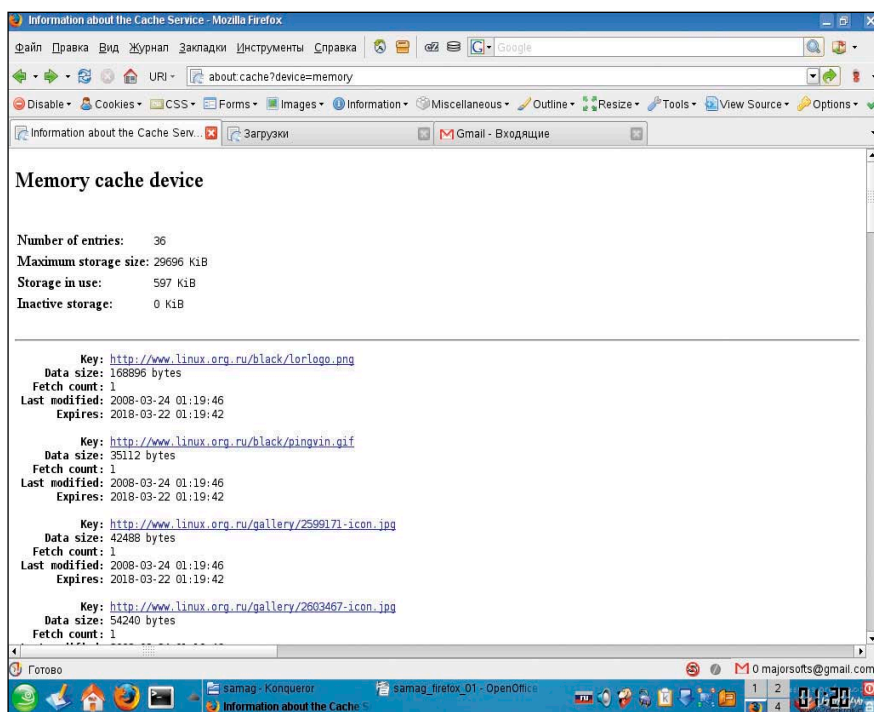 Information about the Cache Service - Mozilla Firefox
Файл Правка Вид Журнал Закладки Инструменты Справка Google
URI about:cache?device=memory
Disable Cookies CSS Forms Images Information Miscellaneous Outline Resize Tools View Source Options
Information about the Cache Serv... Загрузки Gmail - Входящие
Memory cache device
Number of entries: 36
Maximum storage size: 29696 KiB
Storage in use: 597 KiB
Inactive storage: 0 KiB
Key: http://www.linux.org.ru/black/lorlogo.png
Data size: 168896 bytes
Fetch count: 1
Last modified: 2008-03-24 01:19:46
Expires: 2018-03-22 01:19:42
Key: http://www.linux.org.ru/black/pingvin.gif
Data size: 35112 bytes
Fetch count: 1
Last modified: 2008-03-24 01:19:46
Expires: 2018-03-22 01:19:42
Key: http://www.linux.org.ru/gallery/2599171-icon.jpg
Data size: 42488 bytes
Fetch count: 1
Last modified: 2008-03-24 01:19:46
Expires: 2018-03-22 01:19:42
Key: http://www.linux.org.ru/gallery/2603467-icon.jpg
Data size: 54240 bytes
Fetch count: 1
Готово 0 majorsofts@gmail.com
samag - Konqueror samag_firefox_01 - OpenOffice 1 2
Information about the Cache S 4